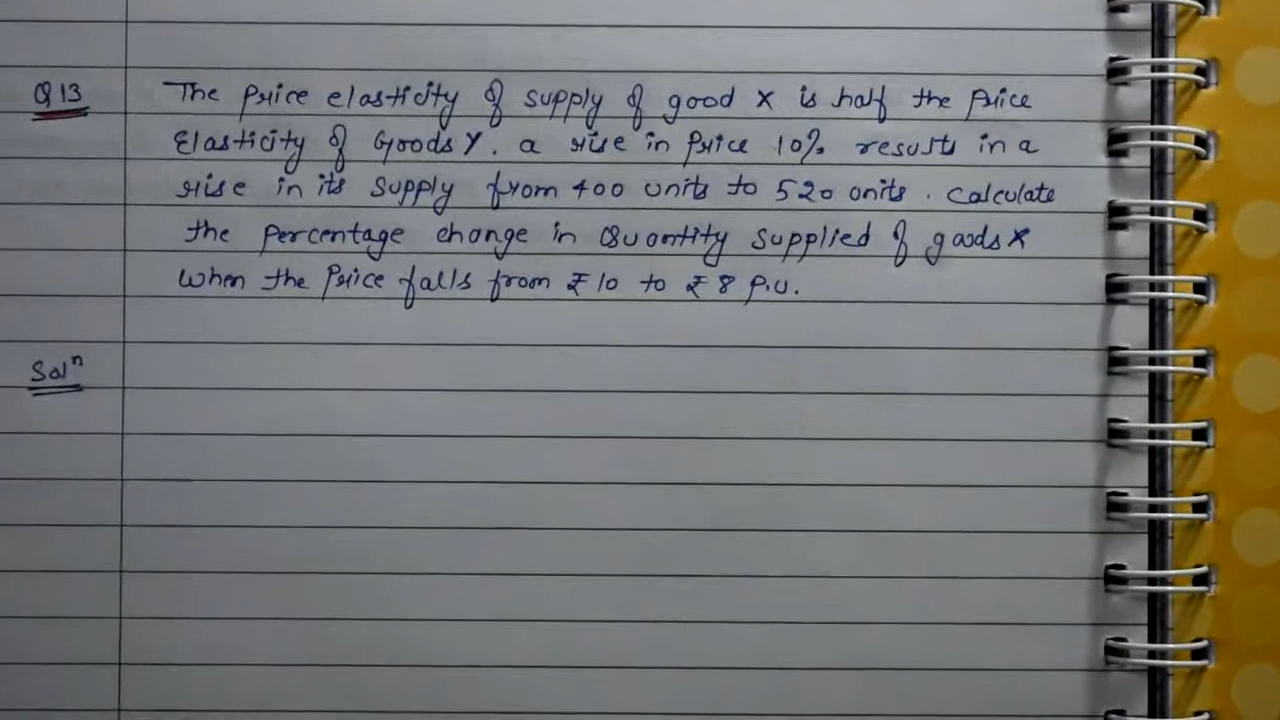 Q 13 The Price elasticity of supply of good X is half the price
Elasticity of Goods Y. a rise in Price 10% results in a
rise in its supply from 400 units to 520 units. Calculate
the percentage change in Quantity supplied of goods X
when the Price falls from ₹10 to ₹8 P.U.
Solⁿ